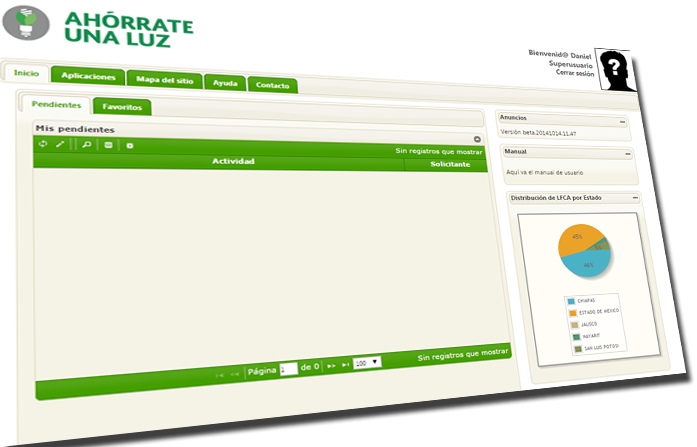 AHÓRRATE
UNA LUZ
Bienvenid@ Daniel
Superusuario
Cerrar sesión
Inicio
Aplicaciones
Mapa del sitio
Ayuda
Contacto
Pendientes
Favoritos
Mis pendientes
Sin registros que mostrar
Actividad
Solicitante
Página 1 de 0
100
Sin registros que mostrar
Anuncios
Versión beta.20141014.11.47
Manual
Aquí va el manual de usuario
Distribución de LFCA por Estado
45%
46%
CHIAPAS
ESTADO DE MEXICO
JALISCO
NAYARIT
SAN LUIS POTOSI